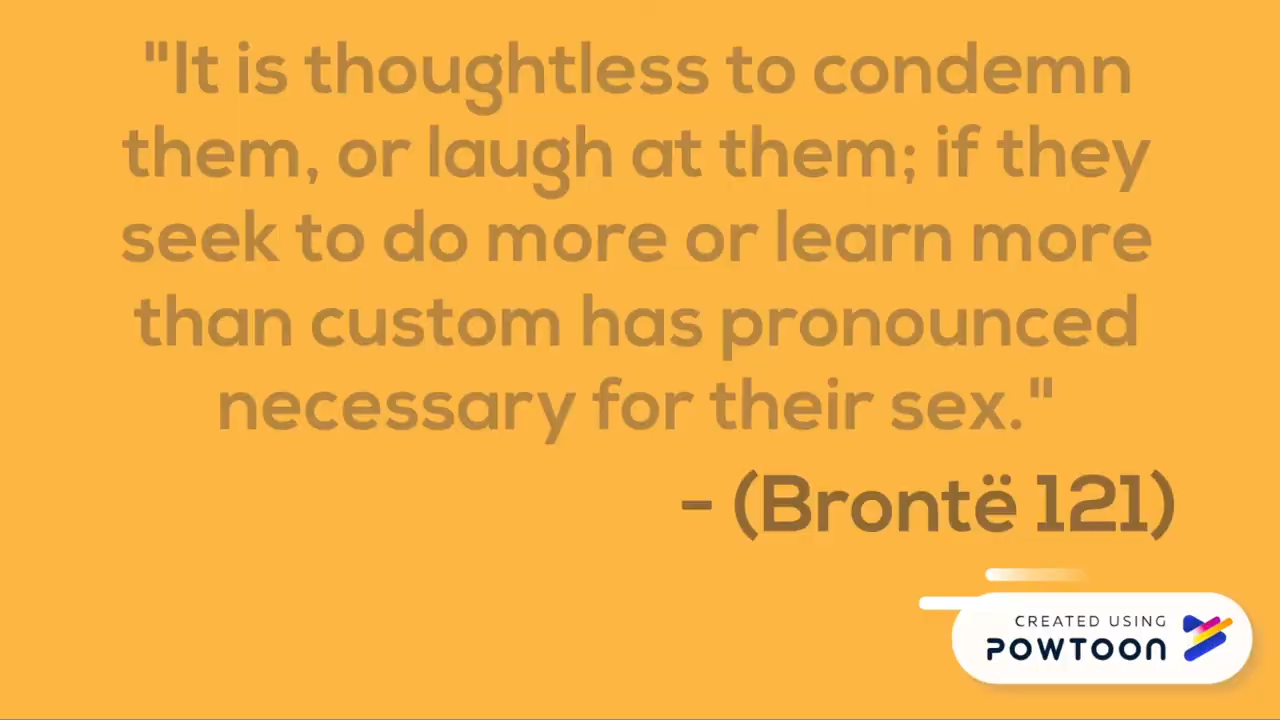 "It is thoughtless to condemn
them, or laugh at them; if they
seek to do more or learn more
than custom has pronounced
necessary for their sex."
- (Brontë 121)
CREATED USING
POWTOON